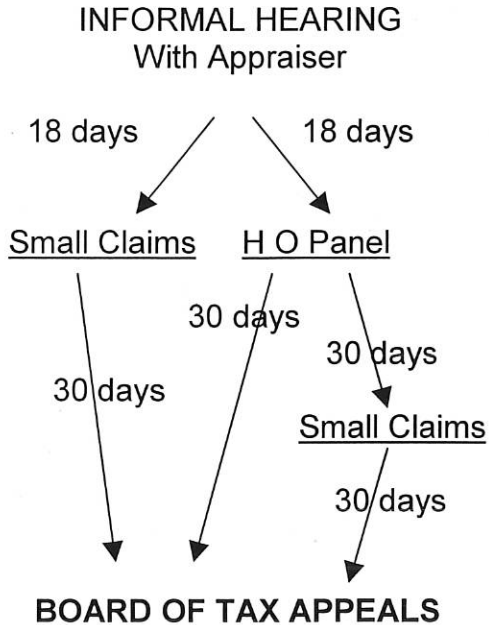 INFORMAL HEARING
With Appraiser
18 days 18 days
Small Claims H O Panel
30 days
30 days
30 days
Small Claims
30 days
BOARD OF TAX APPEALS